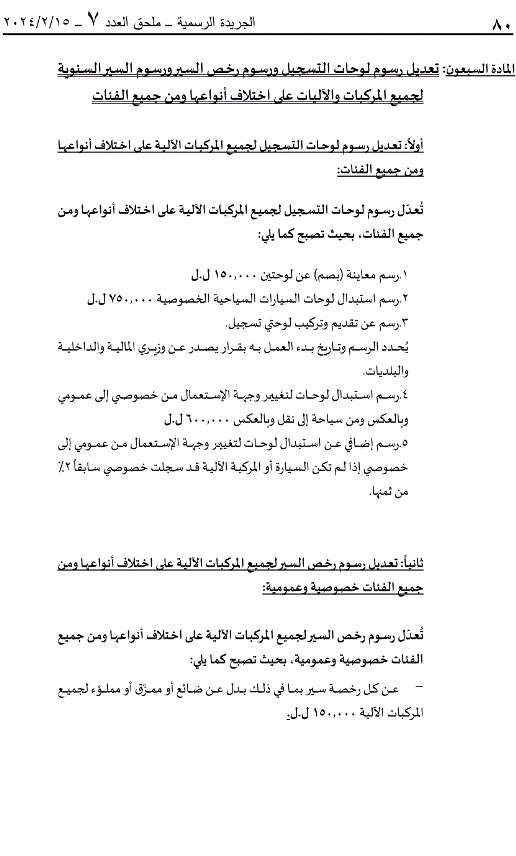 ٨٠ الجريدة الرسمية – ملحق العدد ٧ – ٢٠٢٤/٢/١٥
المادة السبعون: تعديل رسوم لوحات التسجيل ورسوم رخص السير ورسوم السير السنوية
لجميع المركبات والآليات على اختلاف أنواعها ومن جميع الفئات
أولاً: تعديل رسوم لوحات التسجيل لجميع المركبات الآلية على اختلاف أنواعها
ومن جميع الفئات:
تُعدّل رسوم لوحات التسجيل لجميع المركبات الآلية على اختلاف أنواعها ومن
جميع الفئات، بحيث تصبح كما يلي:
١.رسم معاينة (بصم) عن لوحتين ١٥٠,٠٠٠ ل.ل
٢.رسم استبدال لوحات السيارات السياحية الخصوصية ٧٥٠,٠٠٠ ل.ل
٣.رسم عن تقديم وتركيب لوحتي تسجيل.
يُحدد الرسم وتاريخ بدء العمل به بقرار يصدر عن وزيري المالية والداخلية
والبلديات.
٤.رسم استبدال لوحات لتغيير وجهة الإستعمال من خصوصي إلى عمومي
وبالعكس ومن سياحة إلى نقل وبالعكس ٦٠٠,٠٠٠ ل.ل
٥.رسم إضافي عن استبدال لوحات لتغيير وجهة الإستعمال من عمومي إلى
خصوصي إذا لم تكن السيارة أو المركبة الآلية قد سجلت خصوصي سابقاً ٢٪
من ثمنها.
ثانياً: تعديل رسوم رخص السير لجميع المركبات الآلية على اختلاف أنواعها ومن
جميع الفئات خصوصية وعمومية:
تُعدّل رسوم رخص السير لجميع المركبات الآلية على اختلاف أنواعها ومن جميع
الفئات خصوصية وعمومية، بحيث تصبح كما يلي:
– عن كل رخصة سير بما في ذلك بدل عن ضائع أو ممزّق أو مملؤء لجميع
المركبات الآلية ١٥٠,٠٠٠ ل.ل.